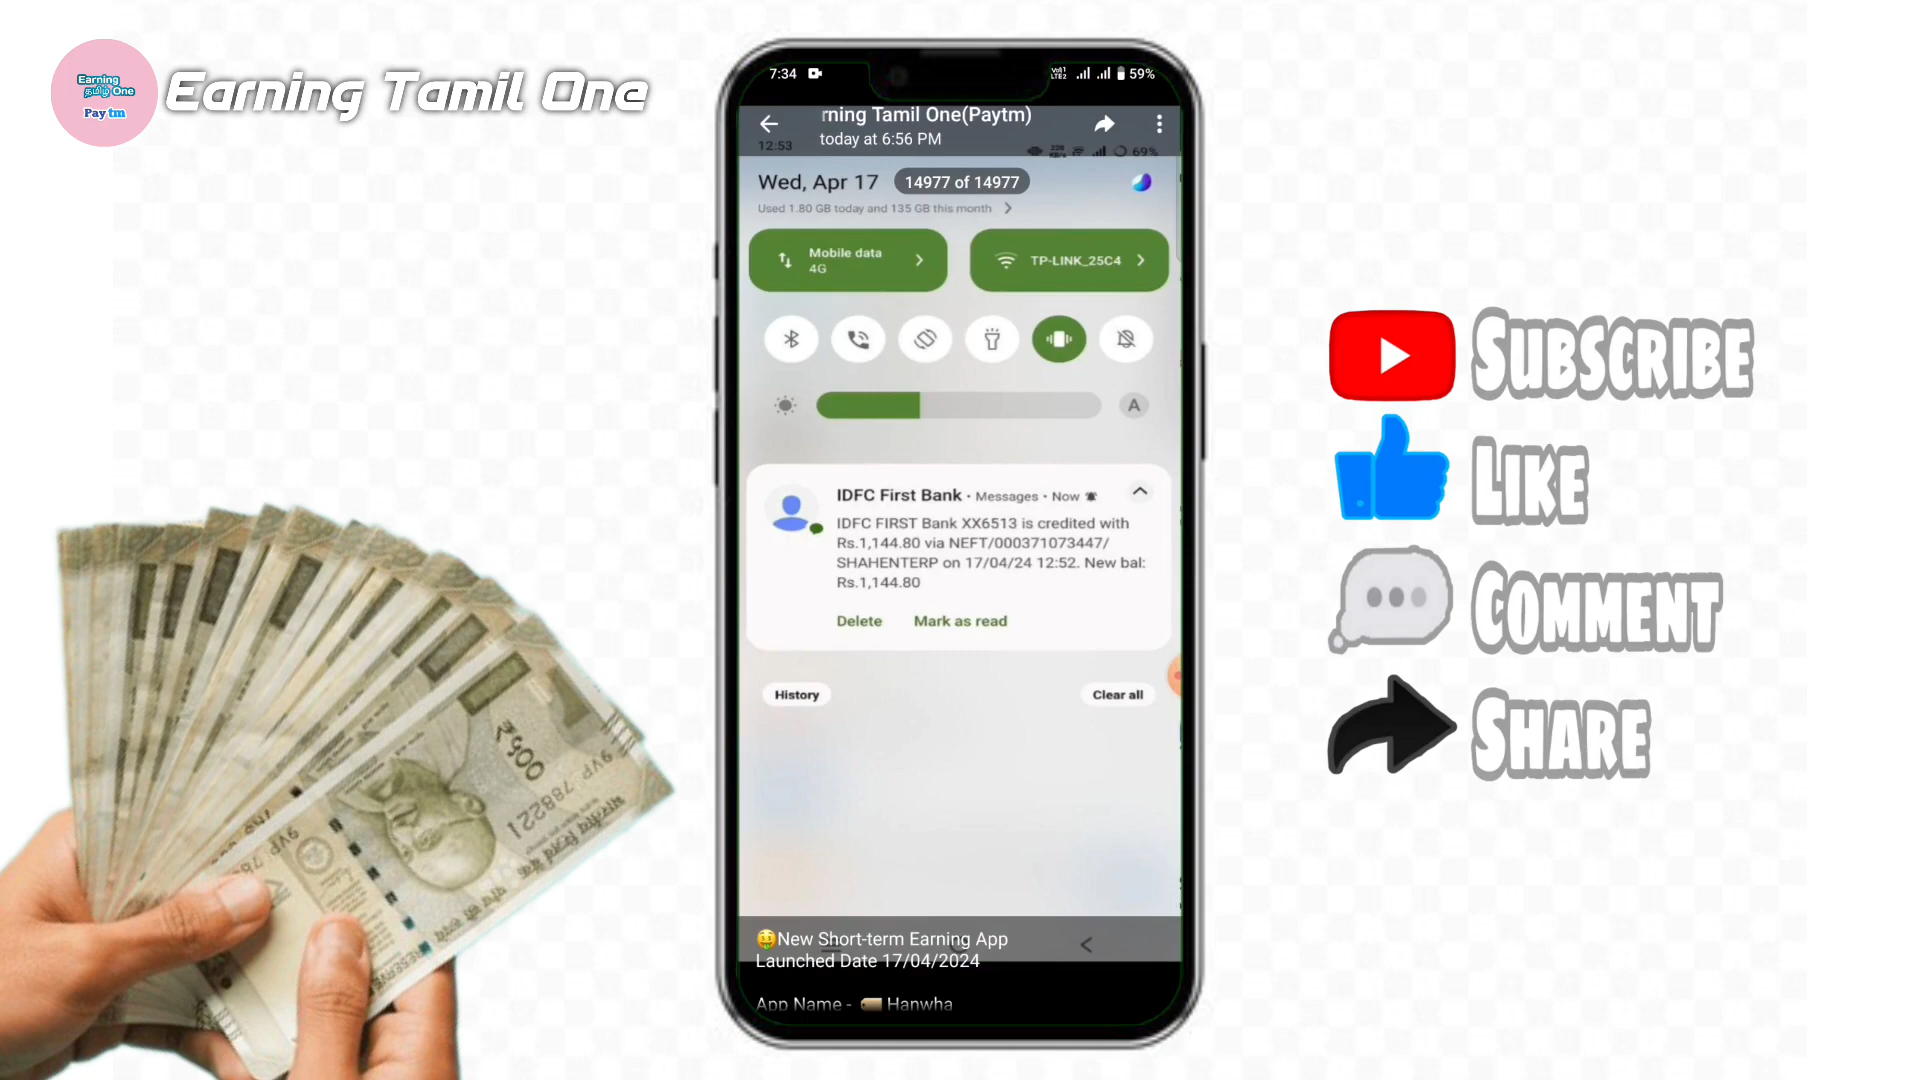 Earning
தமிழ் One
Paytm
Earning Tamil One
7:34
59%
rning Tamil One(Paytm)
today at 6:56 PM
12:53
69%
Wed, Apr 17
14977 of 14977
Used 1.80 GB today and 135 GB this month
Mobile data
4G
TP-LINK_25C4
A
IDFC First Bank · Messages · Now
IDFC FIRST Bank XX6513 is credited with
Rs.1,144.80 via NEFT/000371073447/
SHAHENTERP on 17/04/24 12:52. New bal:
Rs.1,144.80
Delete
Mark as read
History
Clear all
🤑New Short-term Earning App
Launched Date 17/04/2024
App Name - 🏷️ Hanwha
SUBSCRIBE
LIKE
COMMENT
SHARE
₹500
9VP 788221